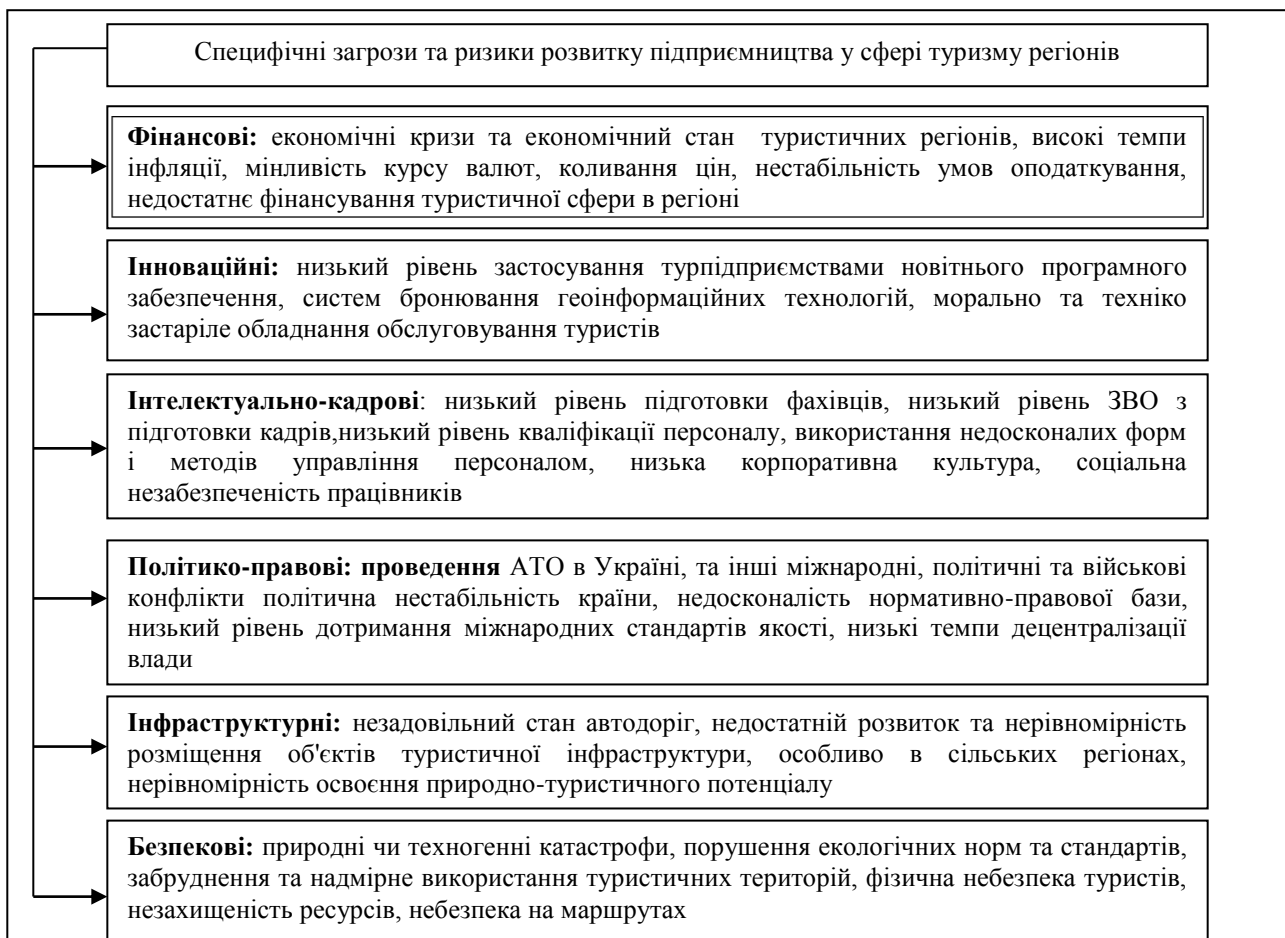 Специфічні загрози та ризики розвитку підприємництва у сфері туризму регіонів
Фінансові: економічні кризи та економічний стан туристичних регіонів, високі темпи
інфляції, мінливість курсу валют, коливання цін, нестабільність умов оподаткування,
недостатнє фінансування туристичної сфери в регіоні
Інноваційні: низький рівень застосування турпідприємствами новітнього програмного
забезпечення, систем бронювання геоінформаційних технологій, морально та техніко
застаріле обладнання обслуговування туристів
Інтелектуально-кадрові: низький рівень підготовки фахівців, низький рівень ЗВО з
підготовки кадрів,низький рівень кваліфікації персоналу, використання недосконалих форм
і методів управління персоналом, низька корпоративна культура, соціальна
незабезпеченість працівників
Політико-правові: проведення АТО в Україні, та інші міжнародні, політичні та військові
конфлікти політична нестабільність країни, недосконалість нормативно-правової бази,
низький рівень дотримання міжнародних стандартів якості, низькі темпи децентралізації
влади
Інфраструктурні: незадовільний стан автодоріг, недостатній розвиток та нерівномірність
розміщення об'єктів туристичної інфраструктури, особливо в сільських регіонах,
нерівномірність освоєння природно-туристичного потенціалу
Безпекові: природні чи техногенні катастрофи, порушення екологічних норм та стандартів,
забруднення та надмірне використання туристичних територій, фізична небезпека туристів,
незахищеність ресурсів, небезпека на маршрутах